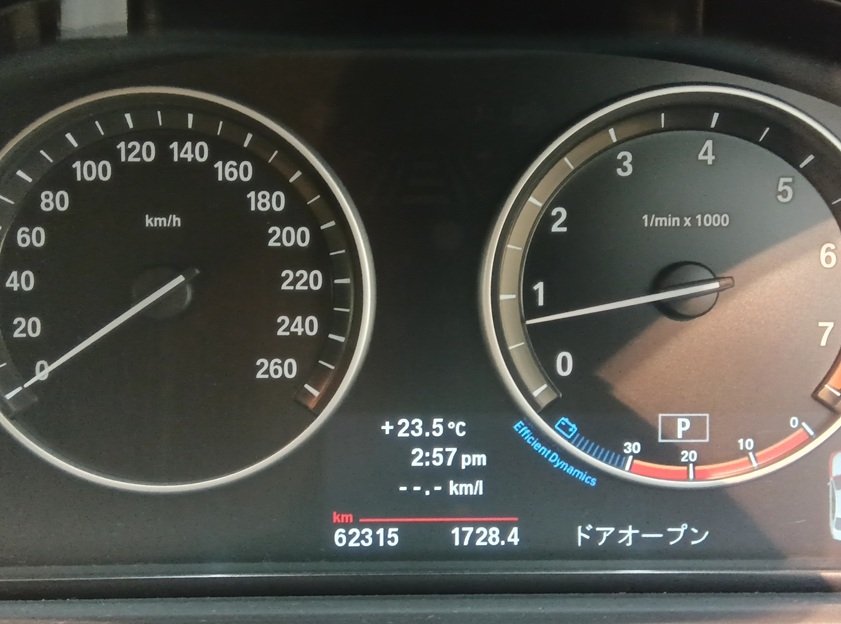 0
20
40
60
80
100
120
140
160
180
200
220
240
260
km/h
0
1
2
3
4
5
6
7
1/min x 1000
+23.5°C
2:57 pm
--.- km/l
km
62315 1728.4
Efficient Dynamics
P
30 20 10 0
ドアオープン